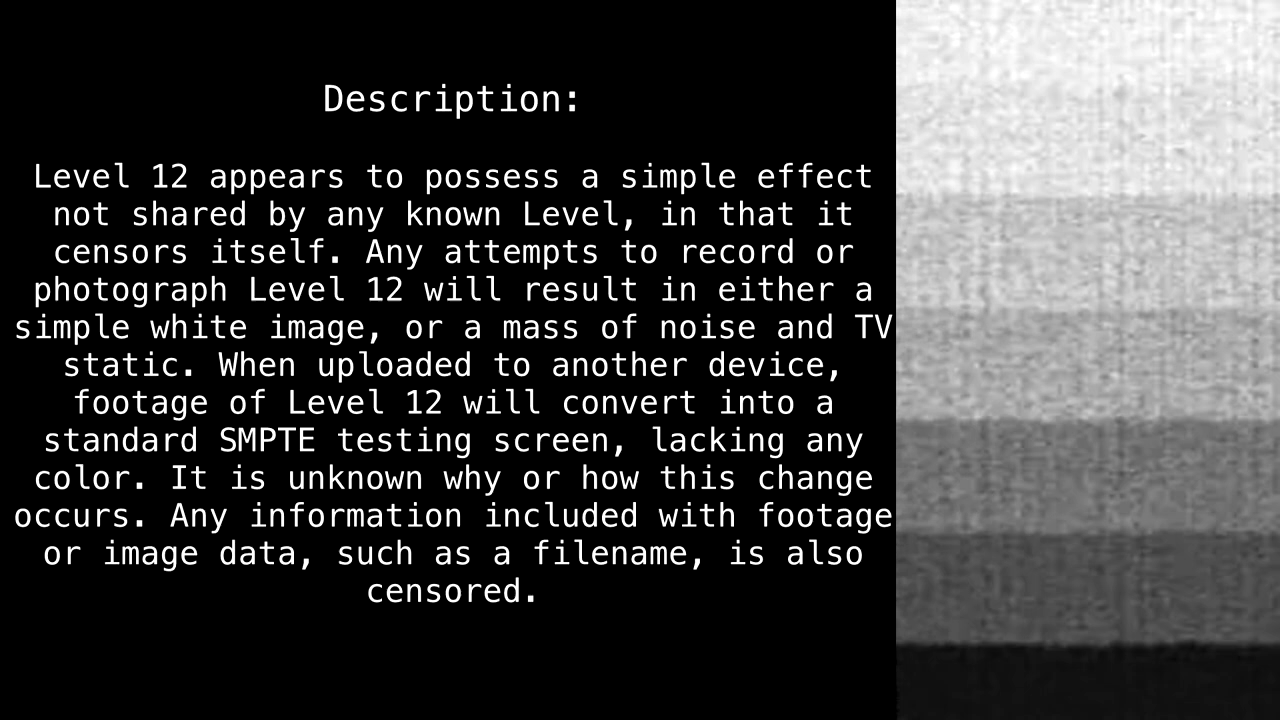 Description:
Level 12 appears to possess a simple effect
not shared by any known Level, in that it
censors itself. Any attempts to record or
photograph Level 12 will result in either a
simple white image, or a mass of noise and TV
static. When uploaded to another device,
footage of Level 12 will convert into a
standard SMPTE testing screen, lacking any
color. It is unknown why or how this change
occurs. Any information included with footage
or image data, such as a filename, is also
censored.